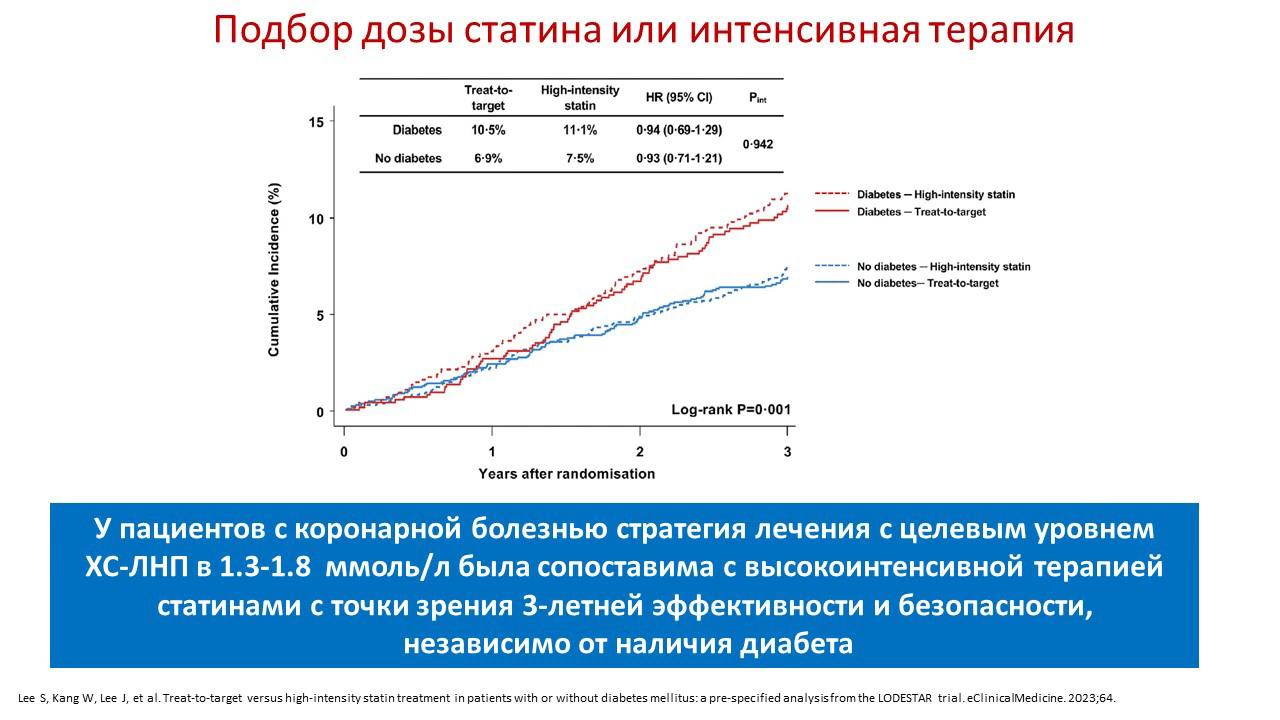 Подбор дозы статина или интенсивная терапия
Treat-to-target High-intensity statin HR (95% CI) Pint
Diabetes 10·5% 11·1% 0·94 (0·69-1·29)
0·942
No diabetes 6·9% 7·5% 0·93 (0·71-1·21)
Cumulative Incidence (%)
15
10
5
0
Diabetes — High-intensity statin
Diabetes — Treat-to-target
No diabetes — High-intensity statin
No diabetes— Treat-to-target
Log-rank P=0·001
0 1 2 3
Years after randomisation
У пациентов с коронарной болезнью стратегия лечения с целевым уровнем
ХС-ЛНП в 1.3-1.8 ммоль/л была сопоставима с высокоинтенсивной терапией
статинами с точки зрения 3-летней эффективности и безопасности,
независимо от наличия диабета
Lee S, Kang W, Lee J, et al. Treat-to-target versus high-intensity statin treatment in patients with or without diabetes mellitus: a pre-specified analysis from the LODESTAR trial. eClinicalMedicine. 2023;64.